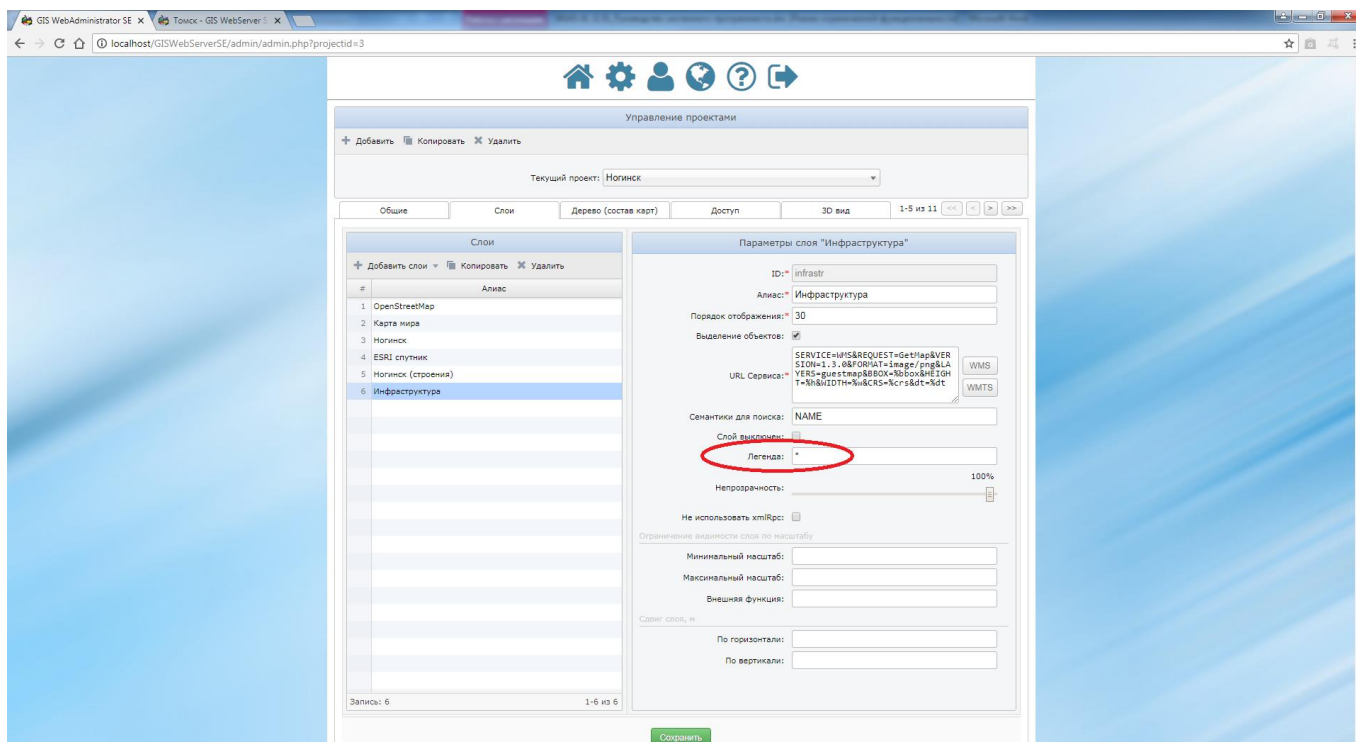 GIS WebAdministrator SE
Томск - GIS WebServer S
localhost/GISWebServerSE/admin/admin.php?projectid=3
Управление проектами
Добавить Копировать Удалить
Текущий проект: Ногинск
Общие Слои Дерево (состав карт) Доступ 3D вид 1-5 из 11 << < > >>
Слои
Добавить слои Копировать Удалить
# Алиас
1 OpenStreetMap
2 Карта мира
3 Ногинск
4 ESRI спутник
5 Ногинск (строения)
6 Инфраструктура
Запись: 6 1-6 из 6
Параметры слоя "Инфраструктура"
ID:* infrastr
Алиас:* Инфраструктура
Порядок отображения:* 30
Выделение объектов:
URL Сервиса:*
SERVICE=WMS&REQUEST=GetMap&VER
SION=1.3.0&FORMAT=image/png&LA
YERS=guestmap&BBOX=%bbox&HEIGH
T=%h&WIDTH=%w&CRS=%crs&dt=%dt
WMS
WMTS
Семантики для поиска: NAME
Слой выключен:
Легенда: *
Непрозрачность: 100%
Не использовать xmlRpc:
Ограничение видимости слоя по масштабу
Минимальный масштаб:
Максимальный масштаб:
Внешняя функция:
Сдвиг слоя, м
По горизонтали:
По вертикали:
Сохранить